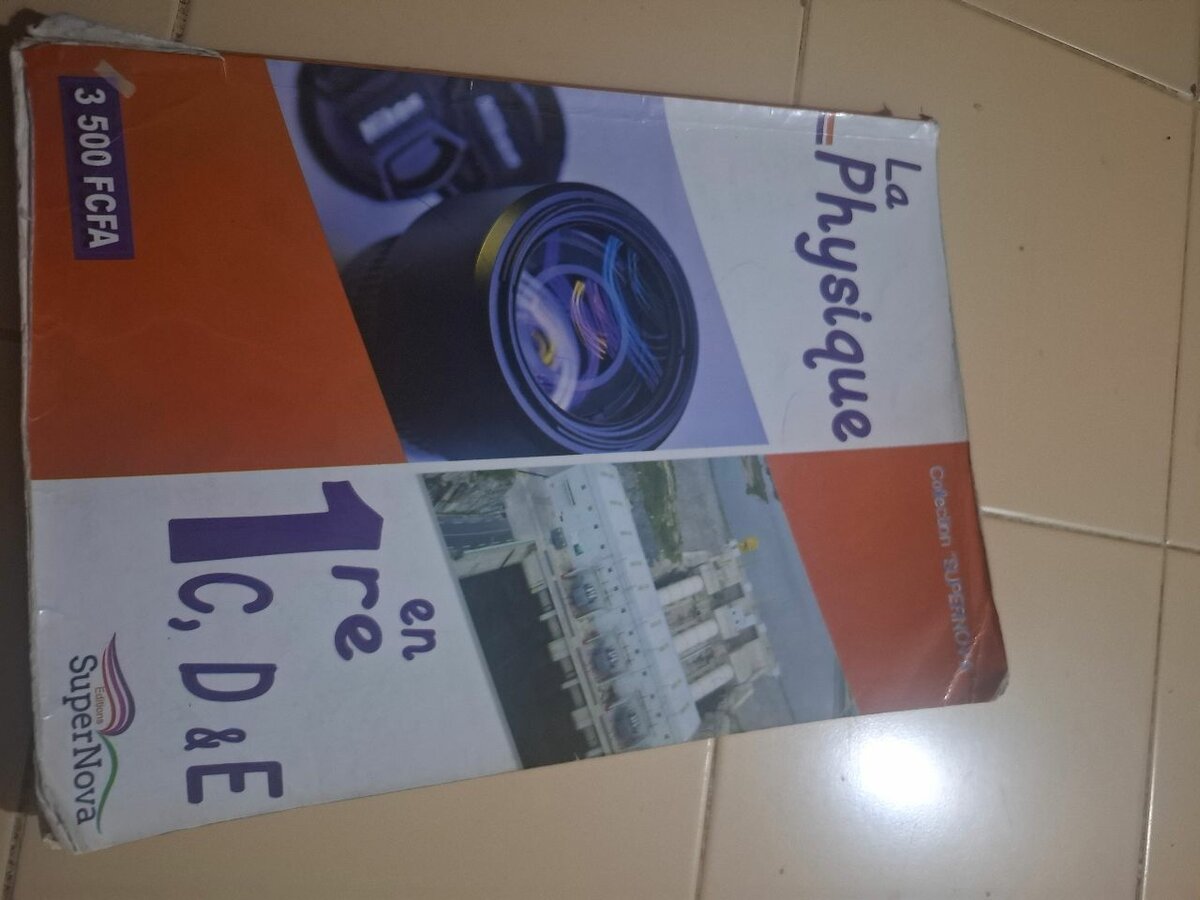 Collection "SUPERNOVA"
La
Physique
en
1re
C, D & E
3 500 FCFA
Editions
SuperNova